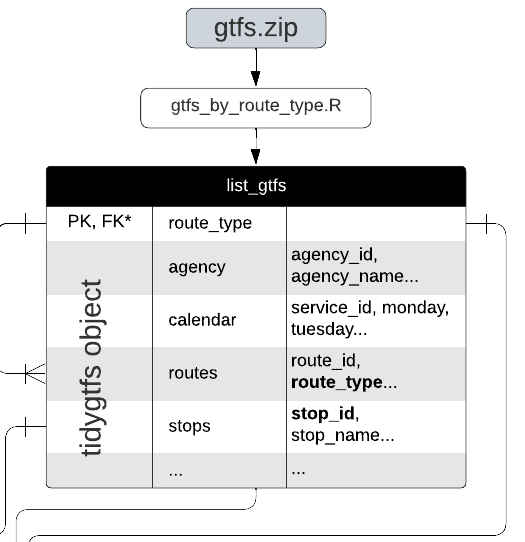 gtfs.zip
gtfs_by_route_type.R
list_gtfs
PK, FK*
route_type
tidygtfs object
agency
agency_id,
agency_name...
calendar
service_id, monday,
tuesday...
routes
route_id,
route_type...
stops
stop_id,
stop_name...
...
...